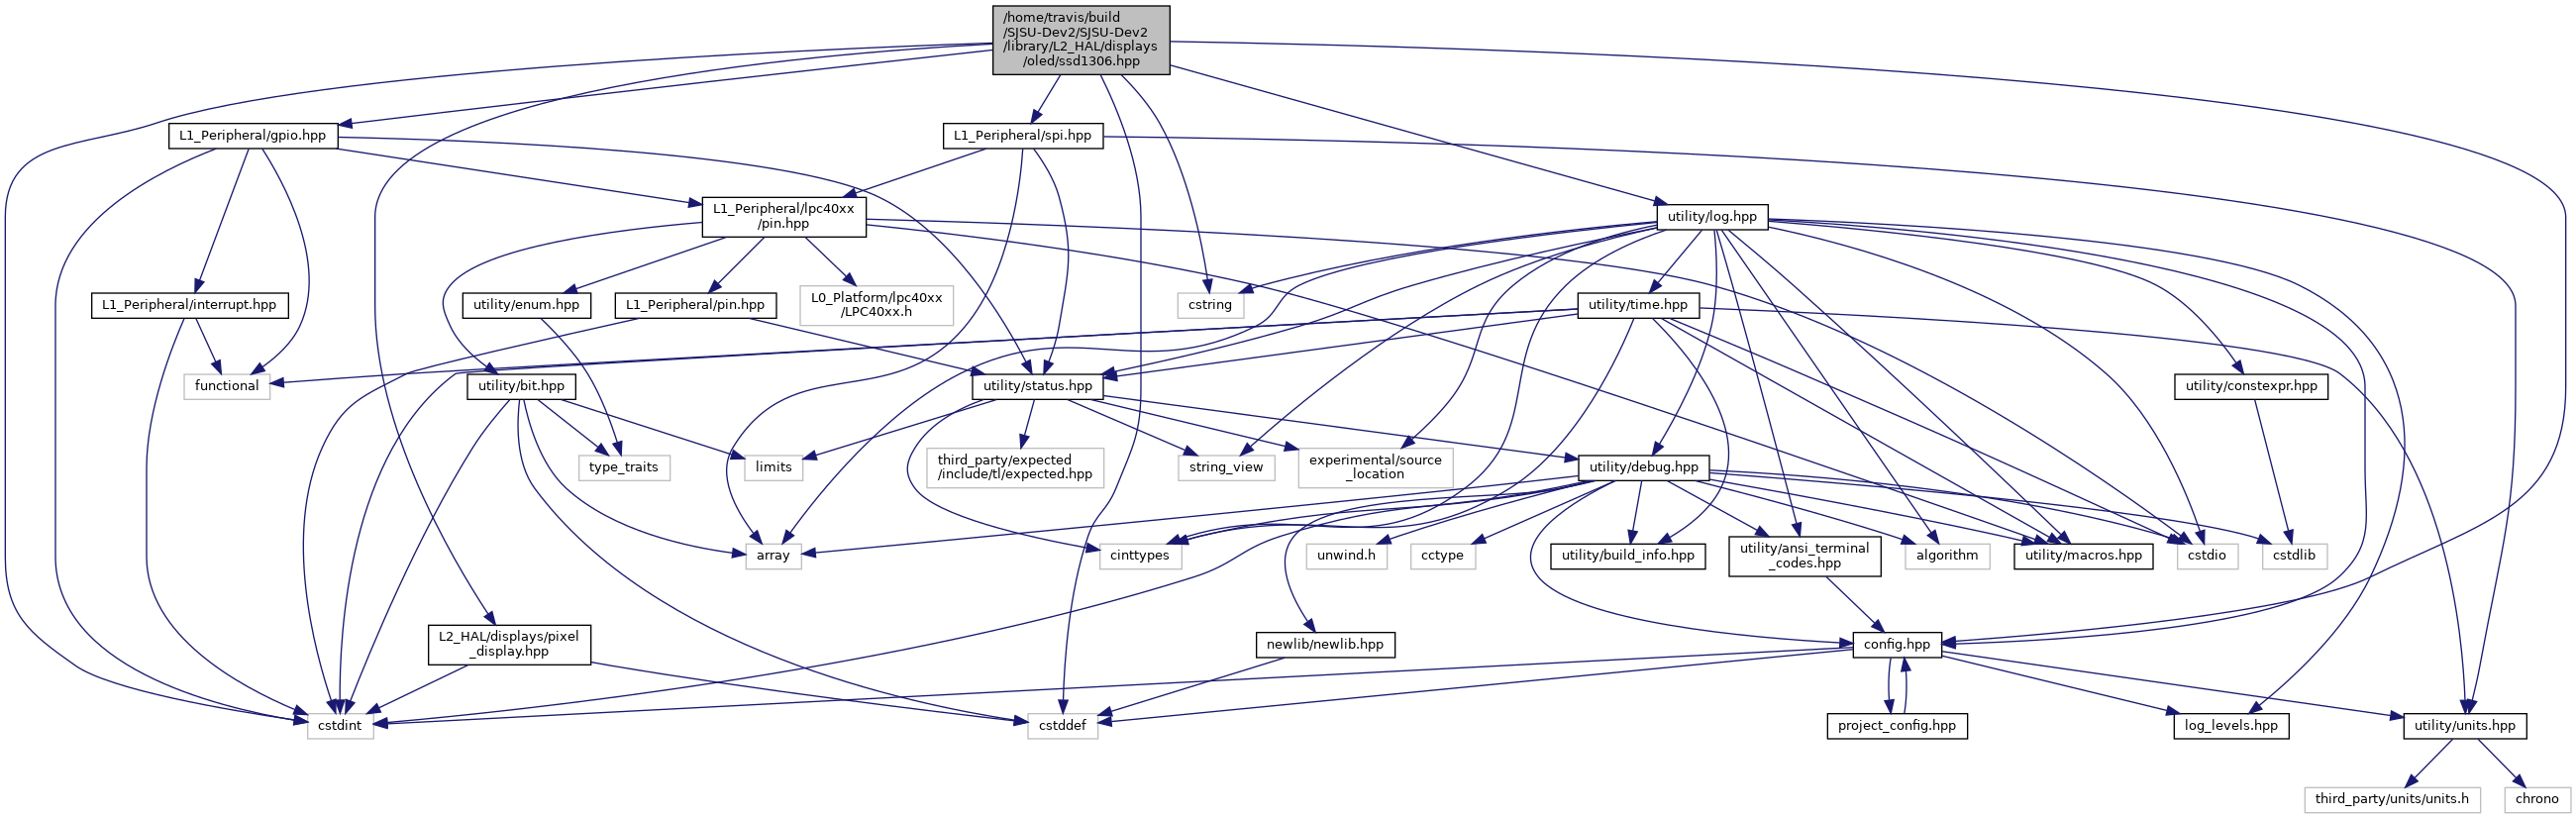 /home/travis/build
/SJSU-Dev2/SJSU-Dev2
/library/L2_HAL/displays
/oled/ssd1306.hpp
L1_Peripheral/gpio.hpp
L1_Peripheral/spi.hpp
L1_Peripheral/lpc40xx
/pin.hpp
utility/log.hpp
L1_Peripheral/interrupt.hpp
utility/enum.hpp
L1_Peripheral/pin.hpp
L0_Platform/lpc40xx
/LPC40xx.h
cstring
utility/time.hpp
functional
utility/bit.hpp
utility/status.hpp
utility/constexpr.hpp
type_traits
limits
third_party/expected
/include/tl/expected.hpp
string_view
experimental/source
_location
utility/debug.hpp
array
cinttypes
unwind.h
cctype
utility/build_info.hpp
utility/ansi_terminal
_codes.hpp
algorithm
utility/macros.hpp
cstdio
cstdlib
L2_HAL/displays/pixel
_display.hpp
newlib/newlib.hpp
config.hpp
cstdint
cstddef
project_config.hpp
log_levels.hpp
utility/units.hpp
third_party/units/units.h
chrono